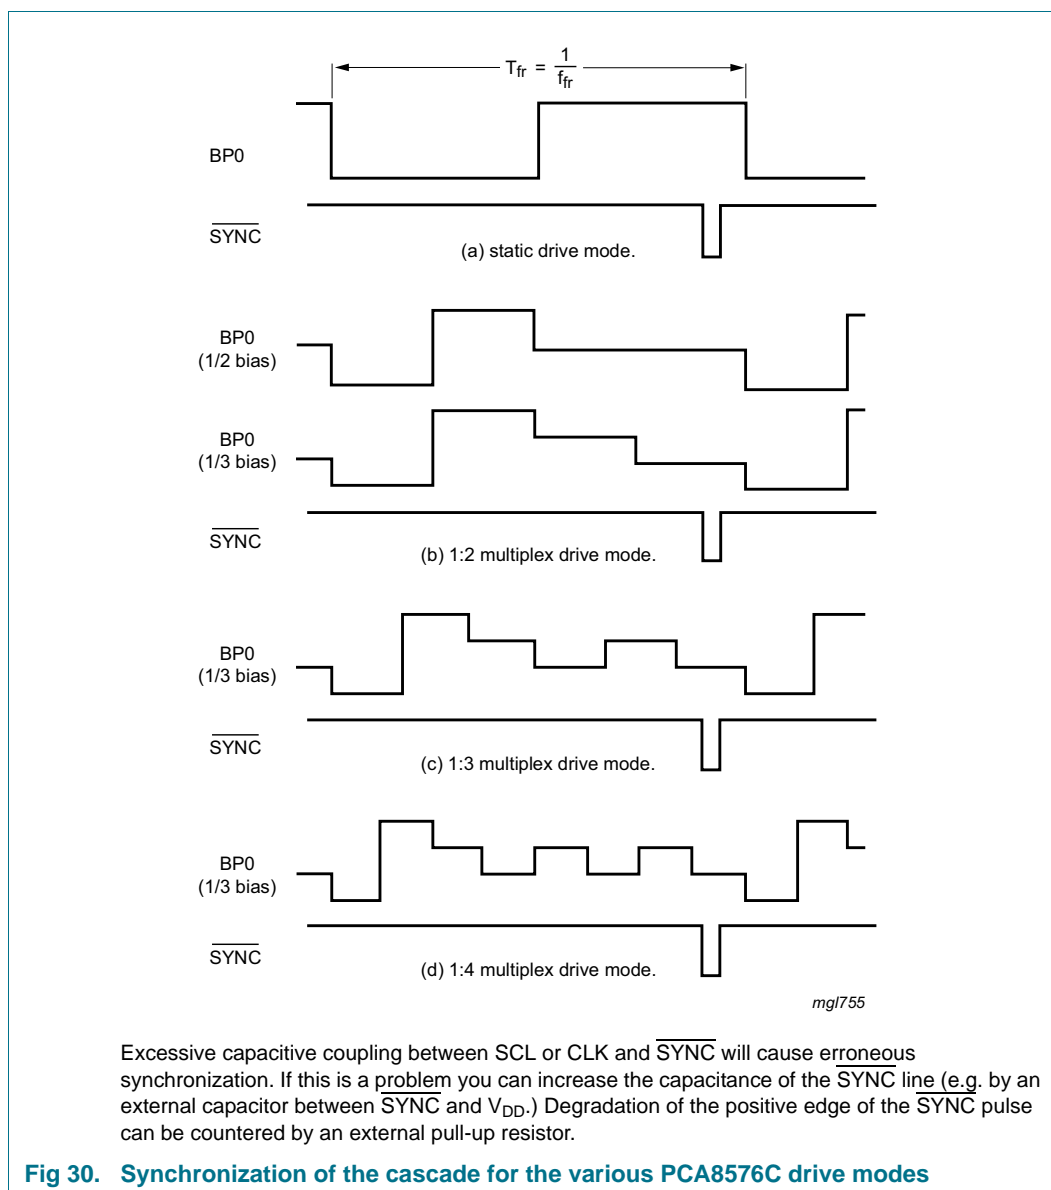 Tfr = 1/ffr
BP0
SYNC
(a) static drive mode.
BP0
(1/2 bias)
BP0
(1/3 bias)
SYNC
(b) 1:2 multiplex drive mode.
BP0
(1/3 bias)
SYNC
(c) 1:3 multiplex drive mode.
BP0
(1/3 bias)
SYNC
(d) 1:4 multiplex drive mode.
mgl755
Excessive capacitive coupling between SCL or CLK and SYNC will cause erroneous
synchronization. If this is a problem you can increase the capacitance of the SYNC line (e.g. by an
external capacitor between SYNC and VDD.) Degradation of the positive edge of the SYNC pulse
can be countered by an external pull-up resistor.
Fig 30. Synchronization of the cascade for the various PCA8576C drive modes